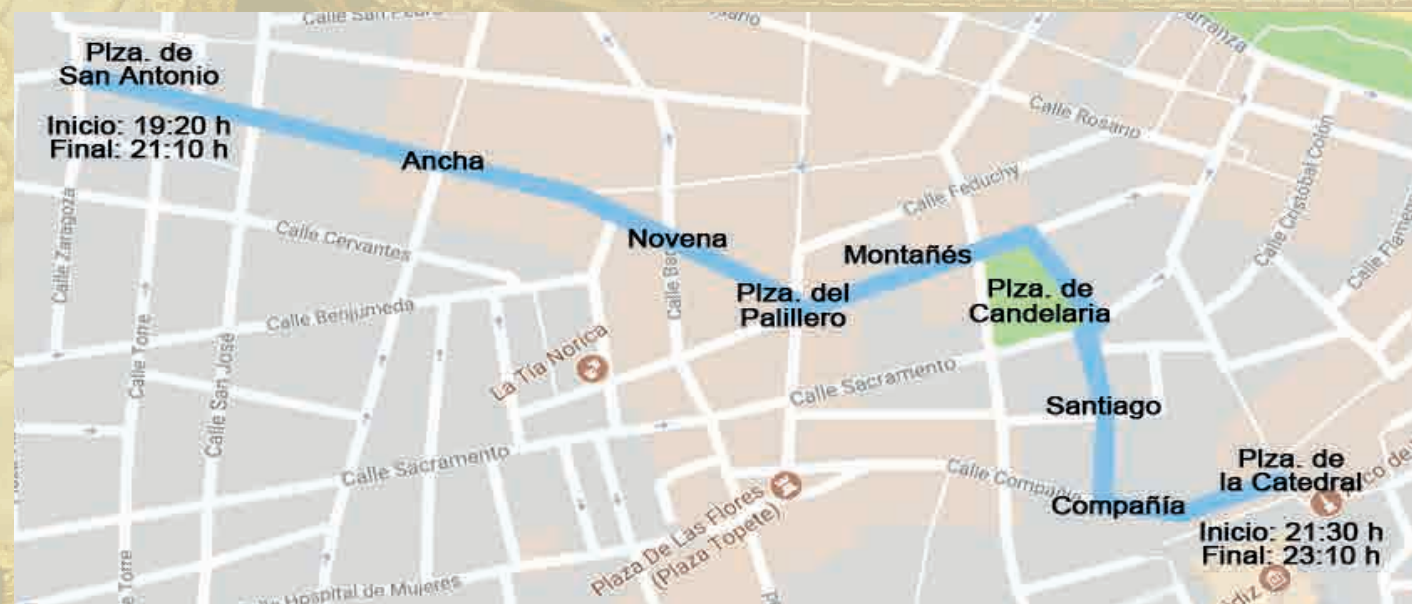 Calle San Pedro
Plza. de
San Antonio
Inicio: 19:20 h
Final: 21:10 h
Ancha
Calle Rosario
Calle Feduchy
Calle Cristóbal Colón
Calle Zaragoza
Calle Cervantes
Novena
Montañés
Plza. del
Palillero
Plza. de
Candelaria
Calle Benjumeda
Calle Torre
Calle San José
La Tía Norica
Calle Sacramento
Santiago
Calle Sacramento
Calle Compañía
Compañía
Plza. de
la Catedral
Inicio: 21:30 h
Final: 23:10 h
Plaza De Las Flores
(Plaza Topete)
Hospital de Mujeres
Torre